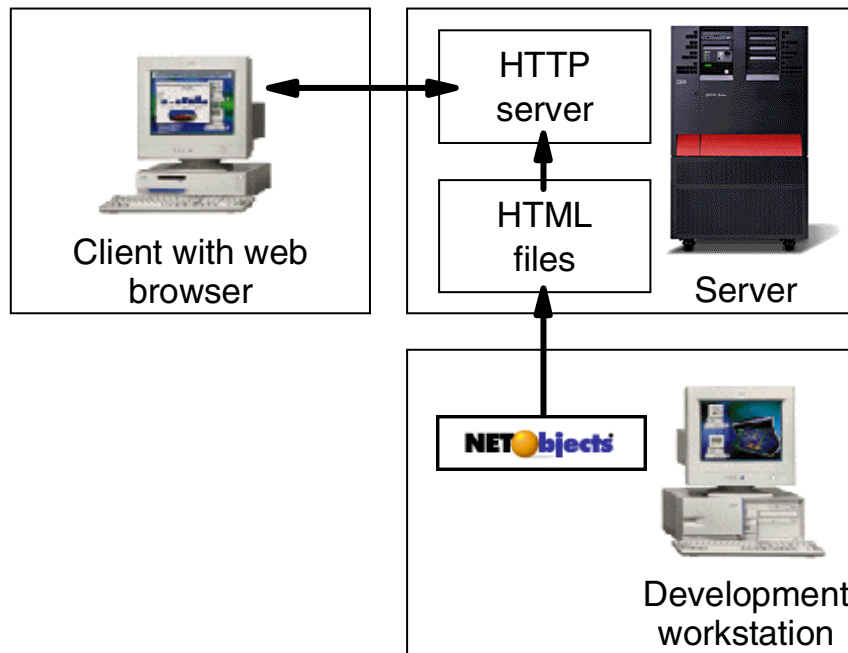 HTTP
server
HTML
files
Client with web
browser
Server
NETObjects
Development
workstation